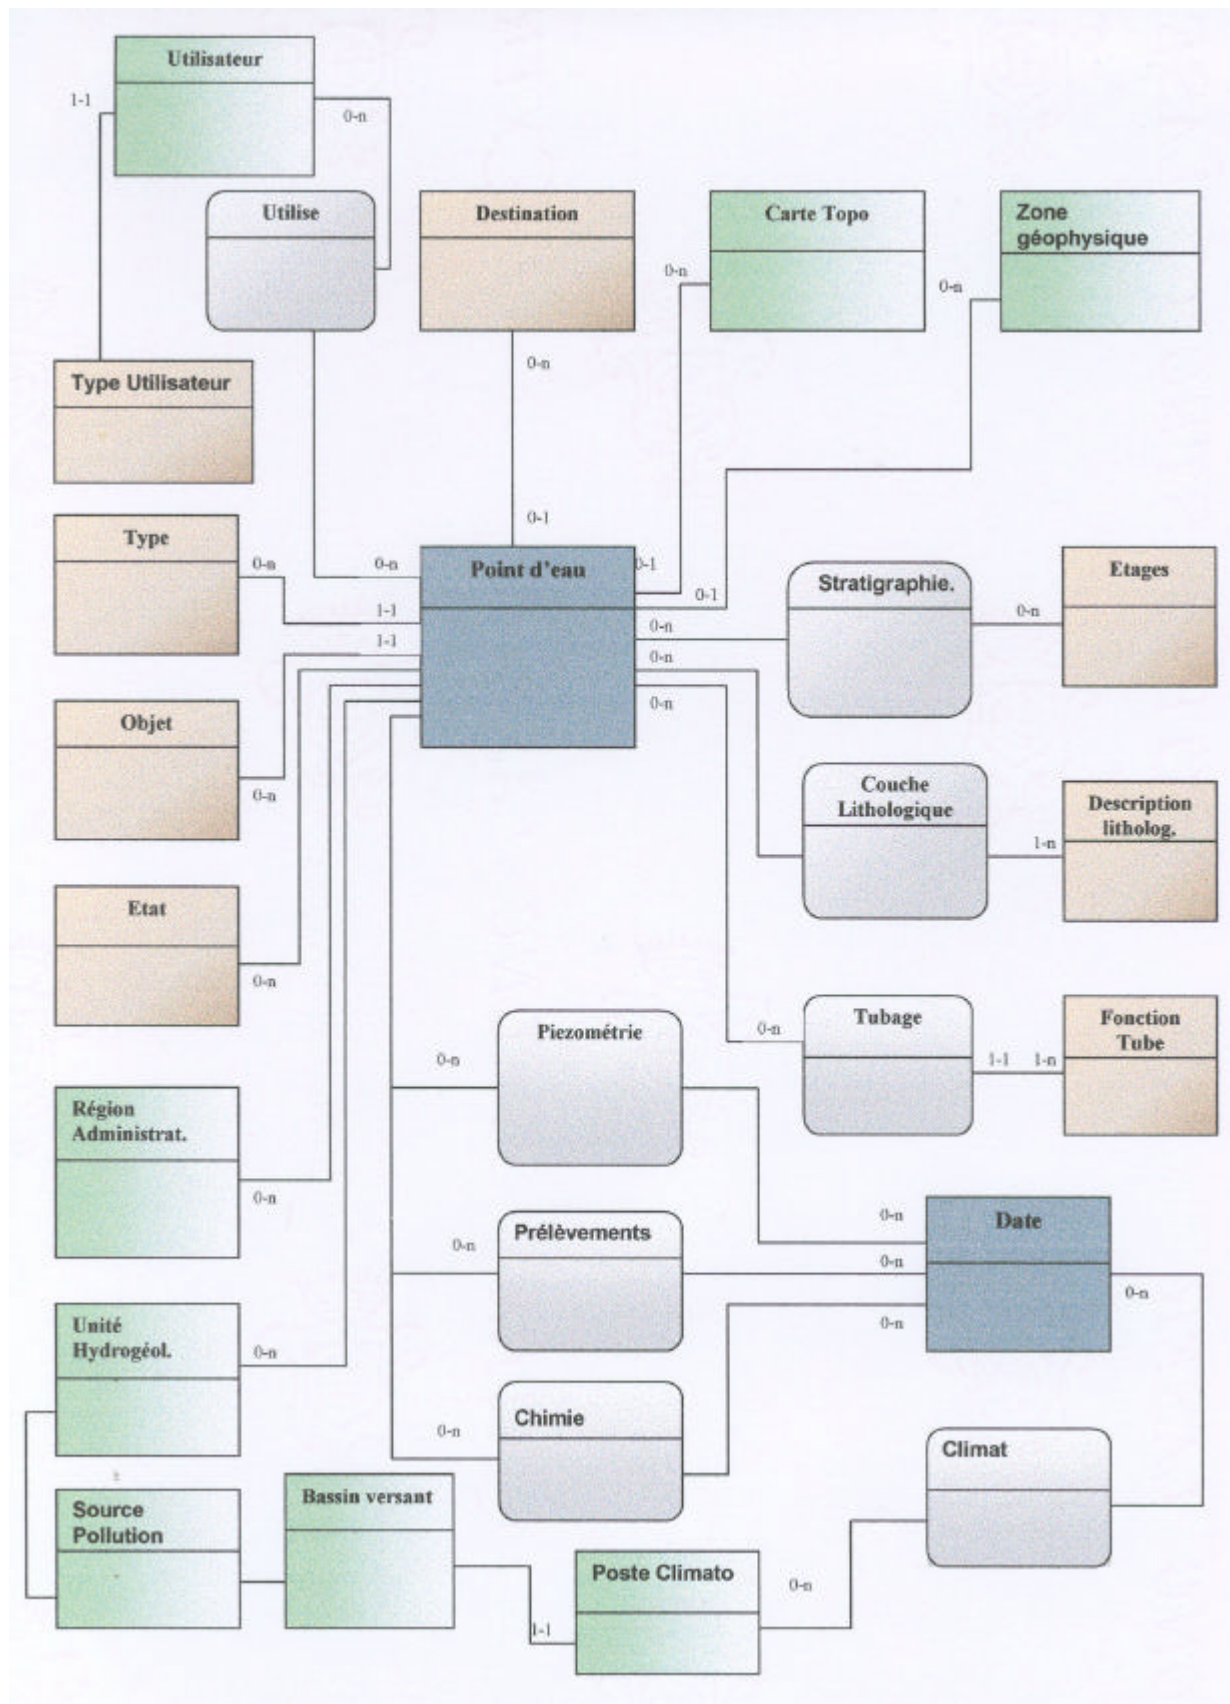 Utilisateur
1-1
0-n
Utilise
Destination
Carte Topo
Zone
géophysique
0-n
0-n
0-n
Type Utilisateur
0-1
Type
0-n
0-n
Point d'eau
0-1
0-1
Stratigraphie.
Etages
1-1
0-n
0-n
1-1
0-n
0-n
Objet
0-n
Couche
Lithologique
Description
litholog.
1-n
Etat
0-n
Piezométrie
0-n
0-n
Tubage
1-1
1-n
Fonction
Tube
Région
Administrat.
0-n
Prélèvements
0-n
0-n
0-n
0-n
Date
0-n
Unité
Hydrogéol.
0-n
Chimie
0-n
Climat
Source
Pollution
Bassin versant
Poste Climato
0-n
1-1